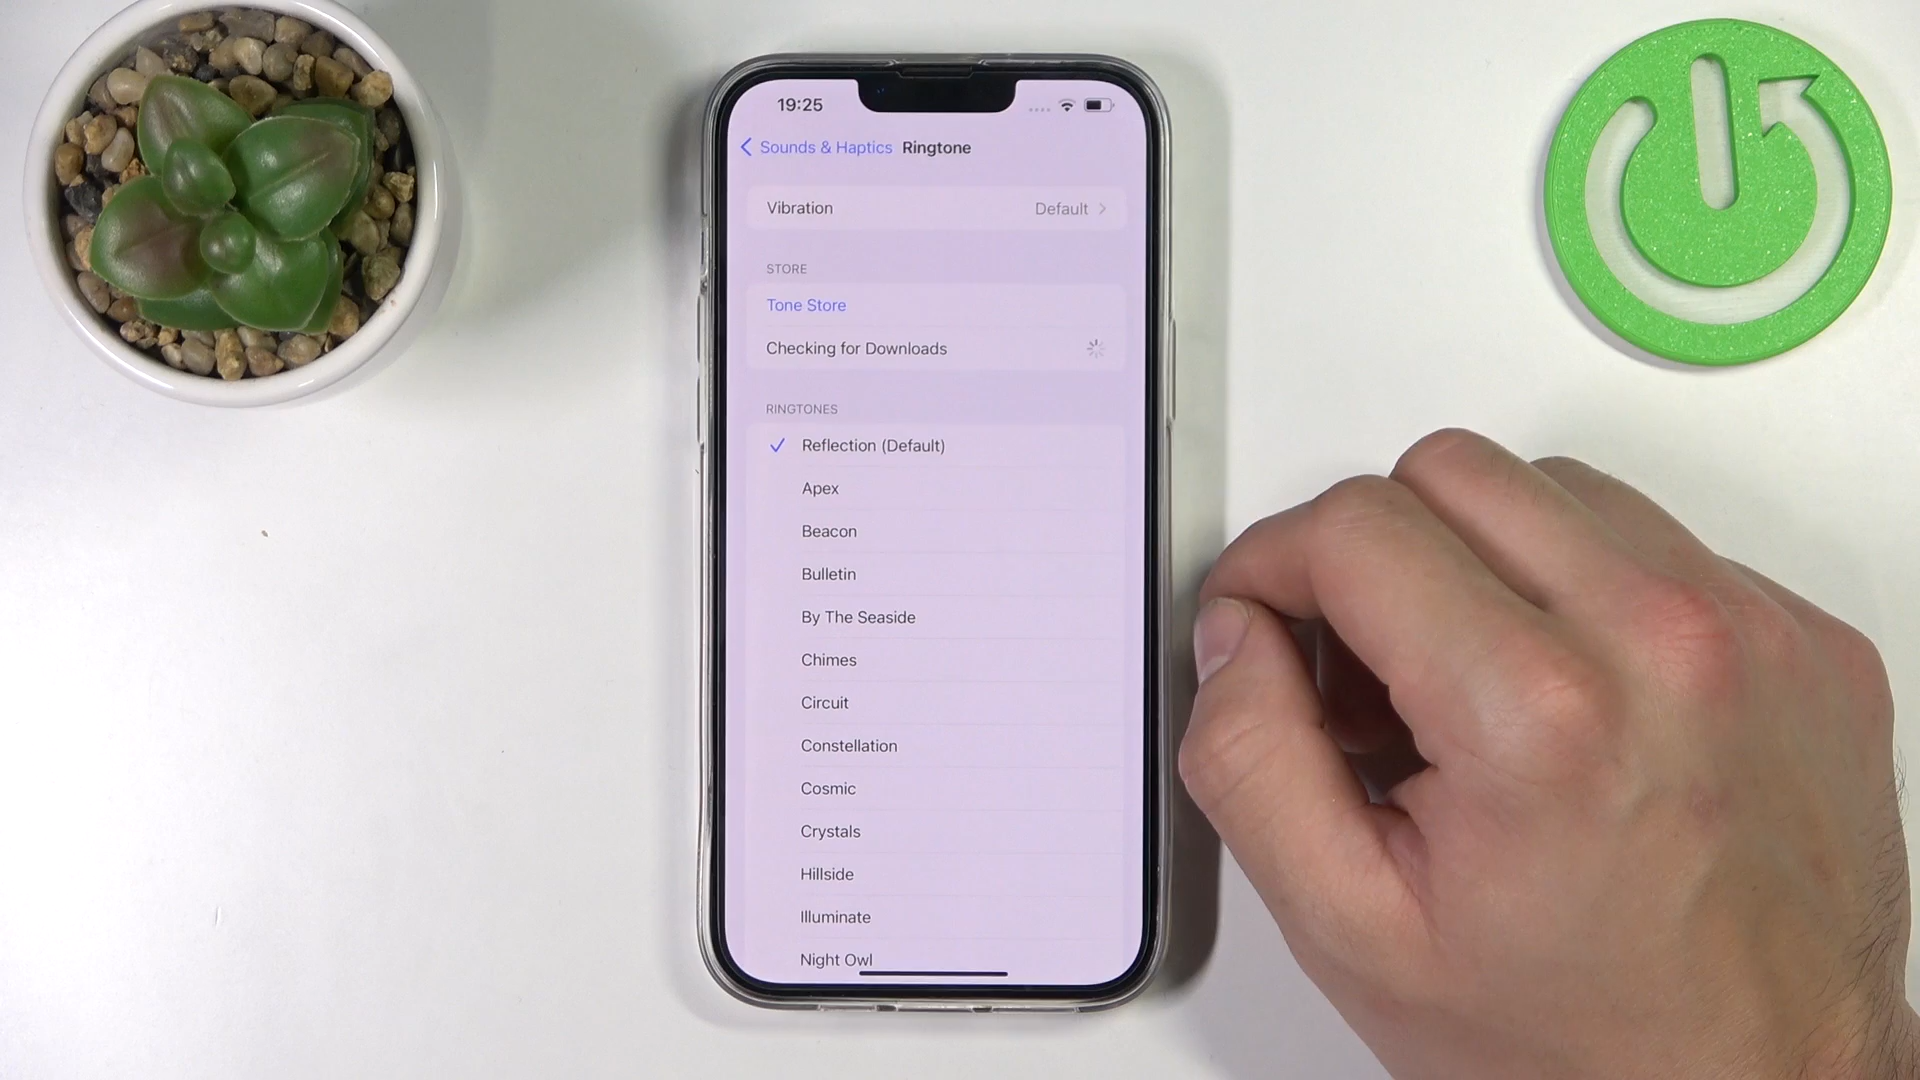 19:25
Sounds & Haptics Ringtone
Vibration Default
STORE
Tone Store
Checking for Downloads
RINGTONES
Reflection (Default)
Apex
Beacon
Bulletin
By The Seaside
Chimes
Circuit
Constellation
Cosmic
Crystals
Hillside
Illuminate
Night Owl